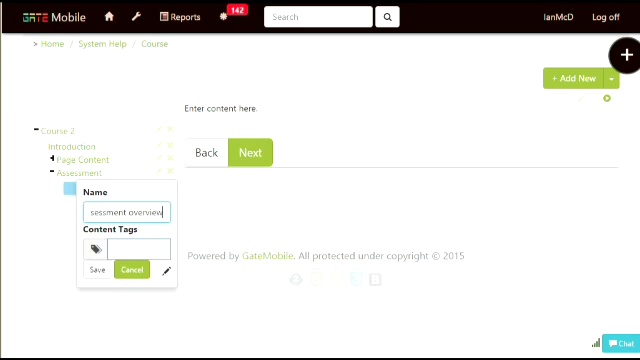 GATE Mobile
Reports
142
Search
IanMcD
Log off
> Home / System Help / Course
+ Add New
Enter content here.
Course 2
Introduction
Page Content
Assessment
Back
Next
Name
sessment overview
Content Tags
Save
Cancel
Powered by GateMobile. All protected under copyright © 2015
Chat